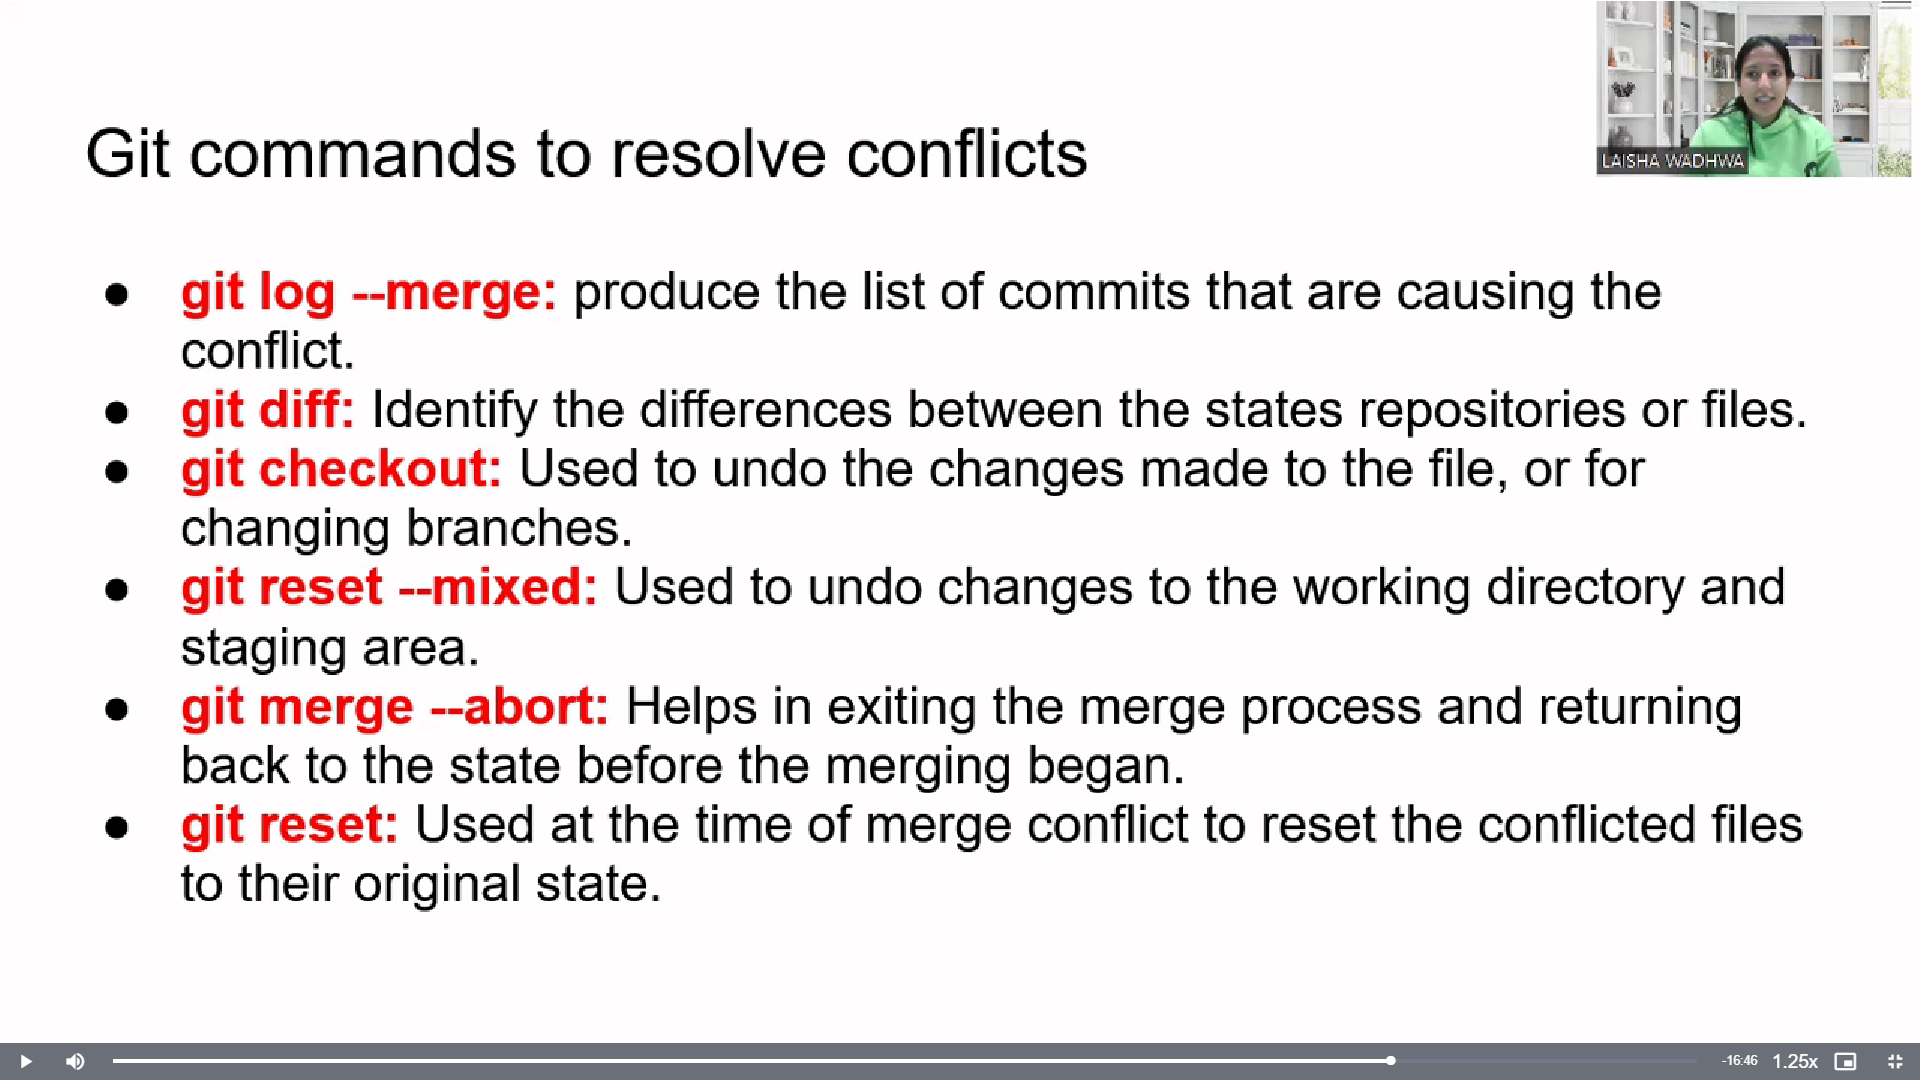 LAISHA WADHWA
Git commands to resolve conflicts
● git log --merge: produce the list of commits that are causing the
conflict.
● git diff: Identify the differences between the states repositories or files.
● git checkout: Used to undo the changes made to the file, or for
changing branches.
● git reset --mixed: Used to undo changes to the working directory and
staging area.
● git merge --abort: Helps in exiting the merge process and returning
back to the state before the merging began.
● git reset: Used at the time of merge conflict to reset the conflicted files
to their original state.
-16:46 1.25x